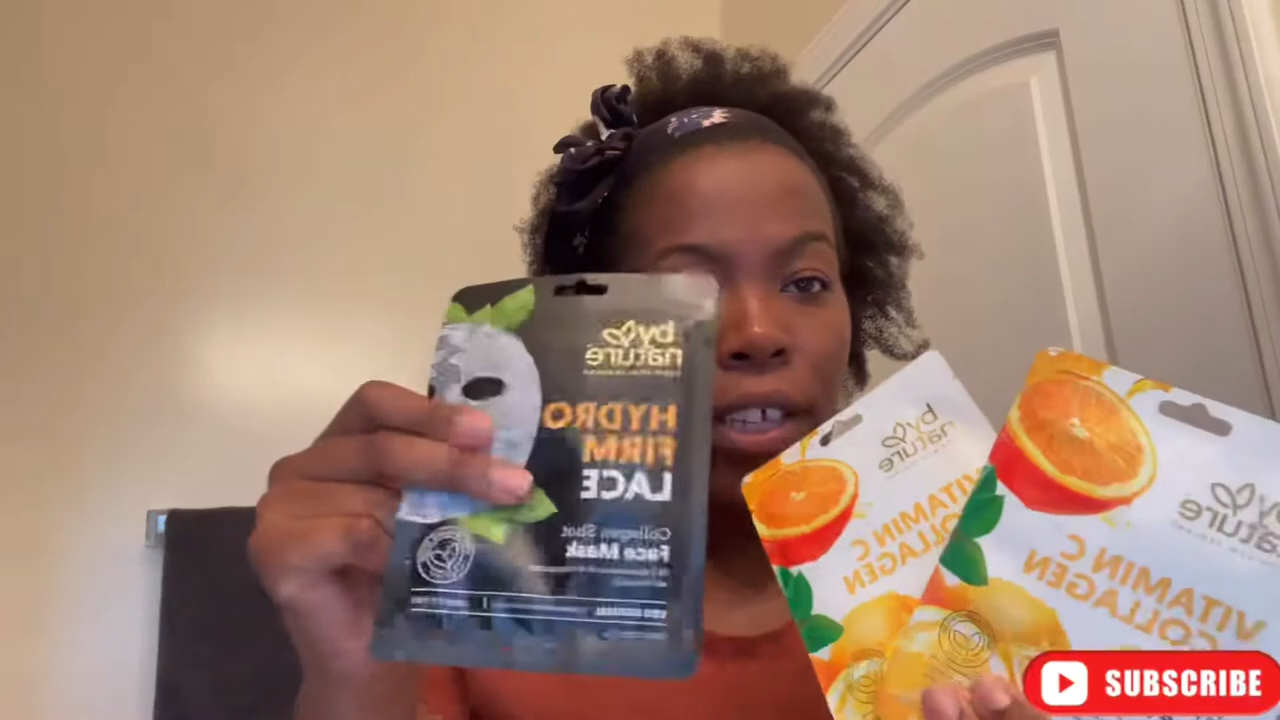 by
nature
HYDRO
FIRM
LACE
Collagen Shot
Face Mask
by
nature
VITAMIN C
COLLAGEN
by
nature
VITAMIN C
COLLAGEN
SUBSCRIBE